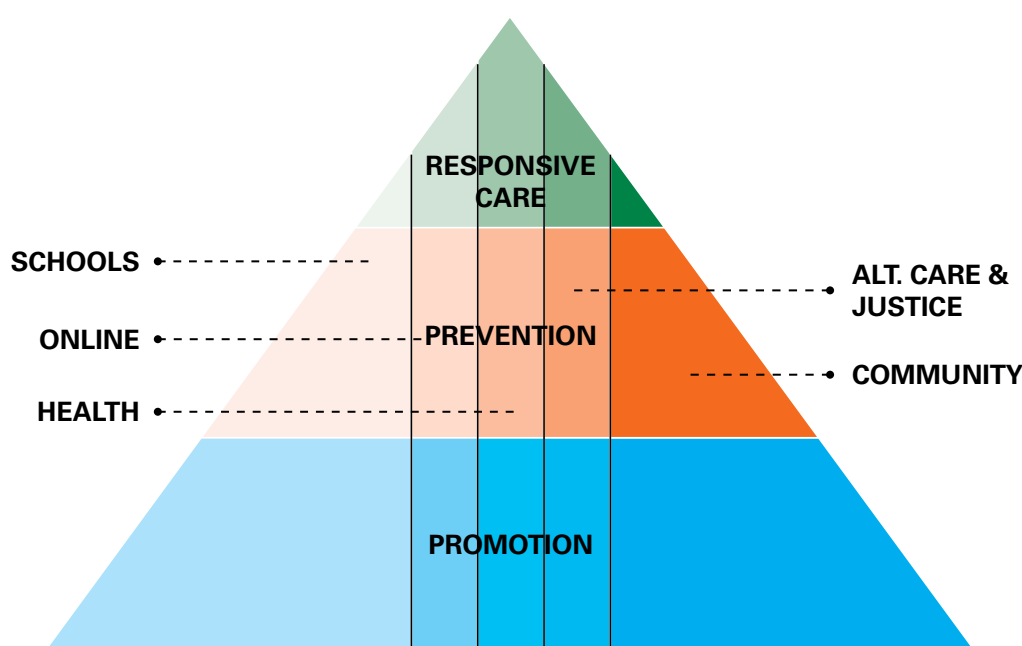 RESPONSIVE
CARE
SCHOOLS
ONLINE
HEALTH
PREVENTION
ALT. CARE &
JUSTICE
COMMUNITY
PROMOTION